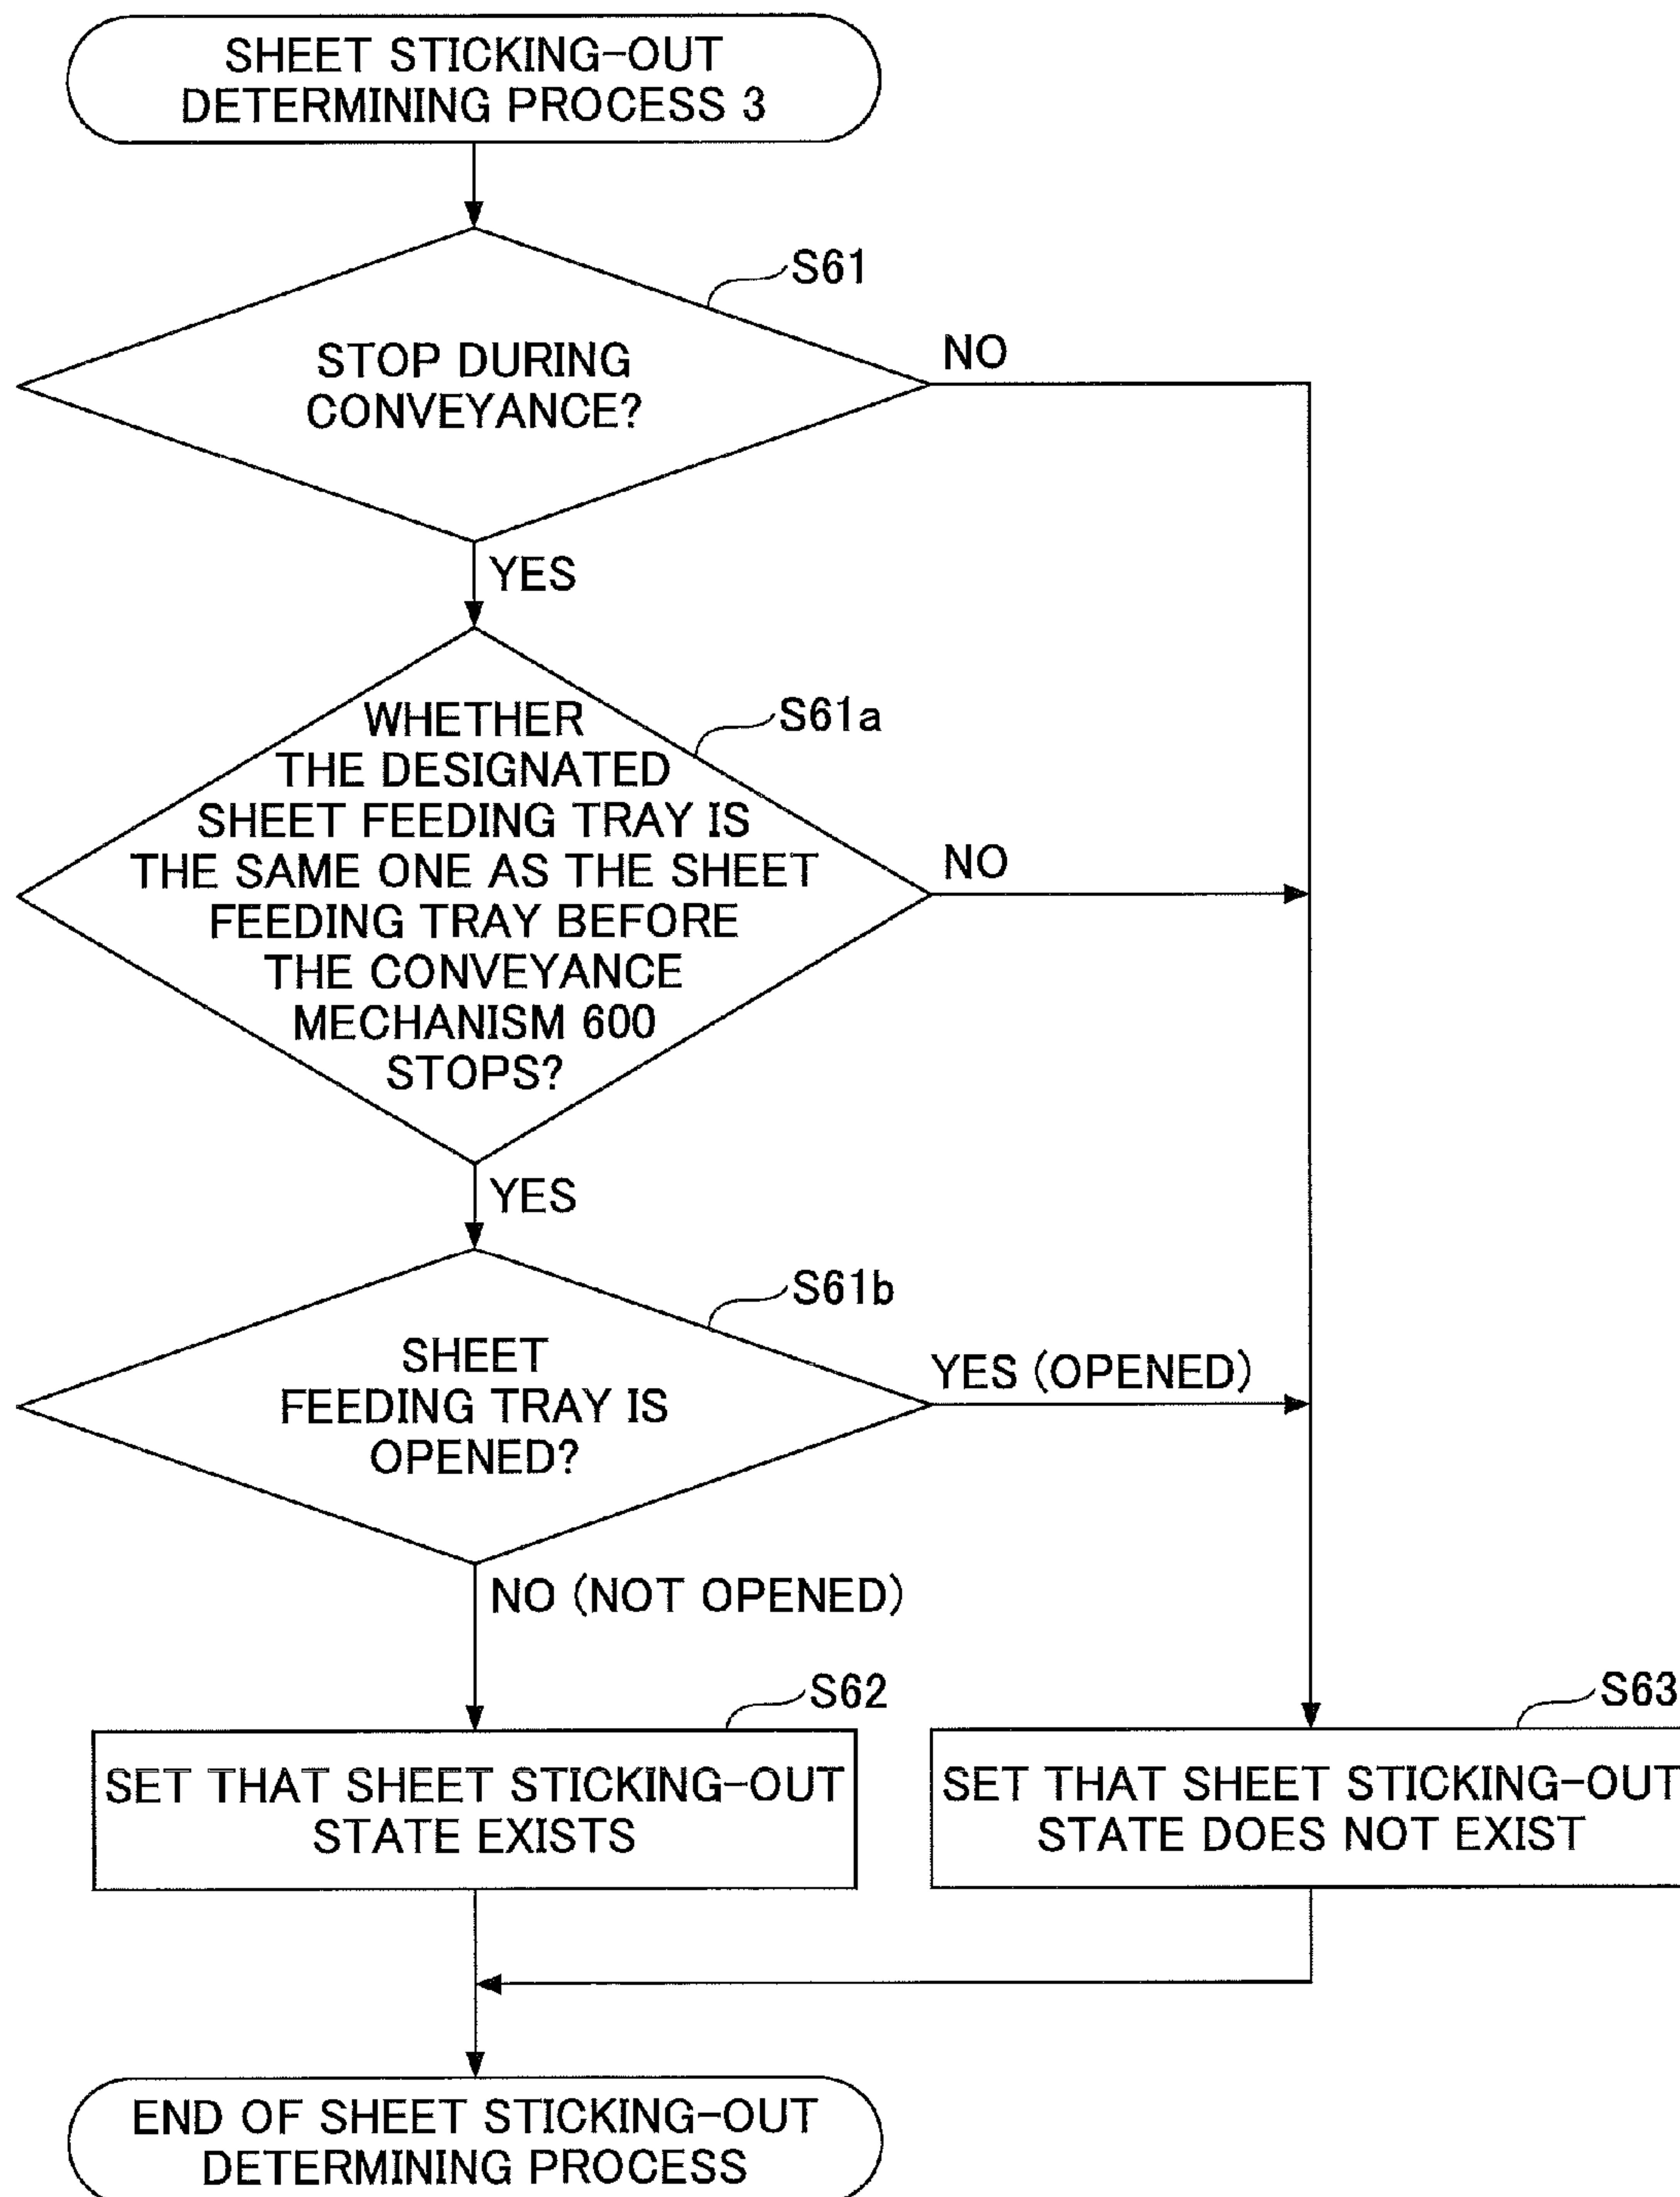 SHEET STICKING-OUT
DETERMINING PROCESS 3
S61
STOP DURING
CONVEYANCE?
NO
YES
S61a
WHETHER
THE DESIGNATED
SHEET FEEDING TRAY IS
THE SAME ONE AS THE SHEET
FEEDING TRAY BEFORE
THE CONVEYANCE
MECHANISM 600
STOPS?
NO
YES
S61b
SHEET
FEEDING TRAY IS
OPENED?
YES (OPENED)
NO (NOT OPENED)
S62
SET THAT SHEET STICKING-OUT
STATE EXISTS
S63
SET THAT SHEET STICKING-OUT
STATE DOES NOT EXIST
END OF SHEET STICKING-OUT
DETERMINING PROCESS